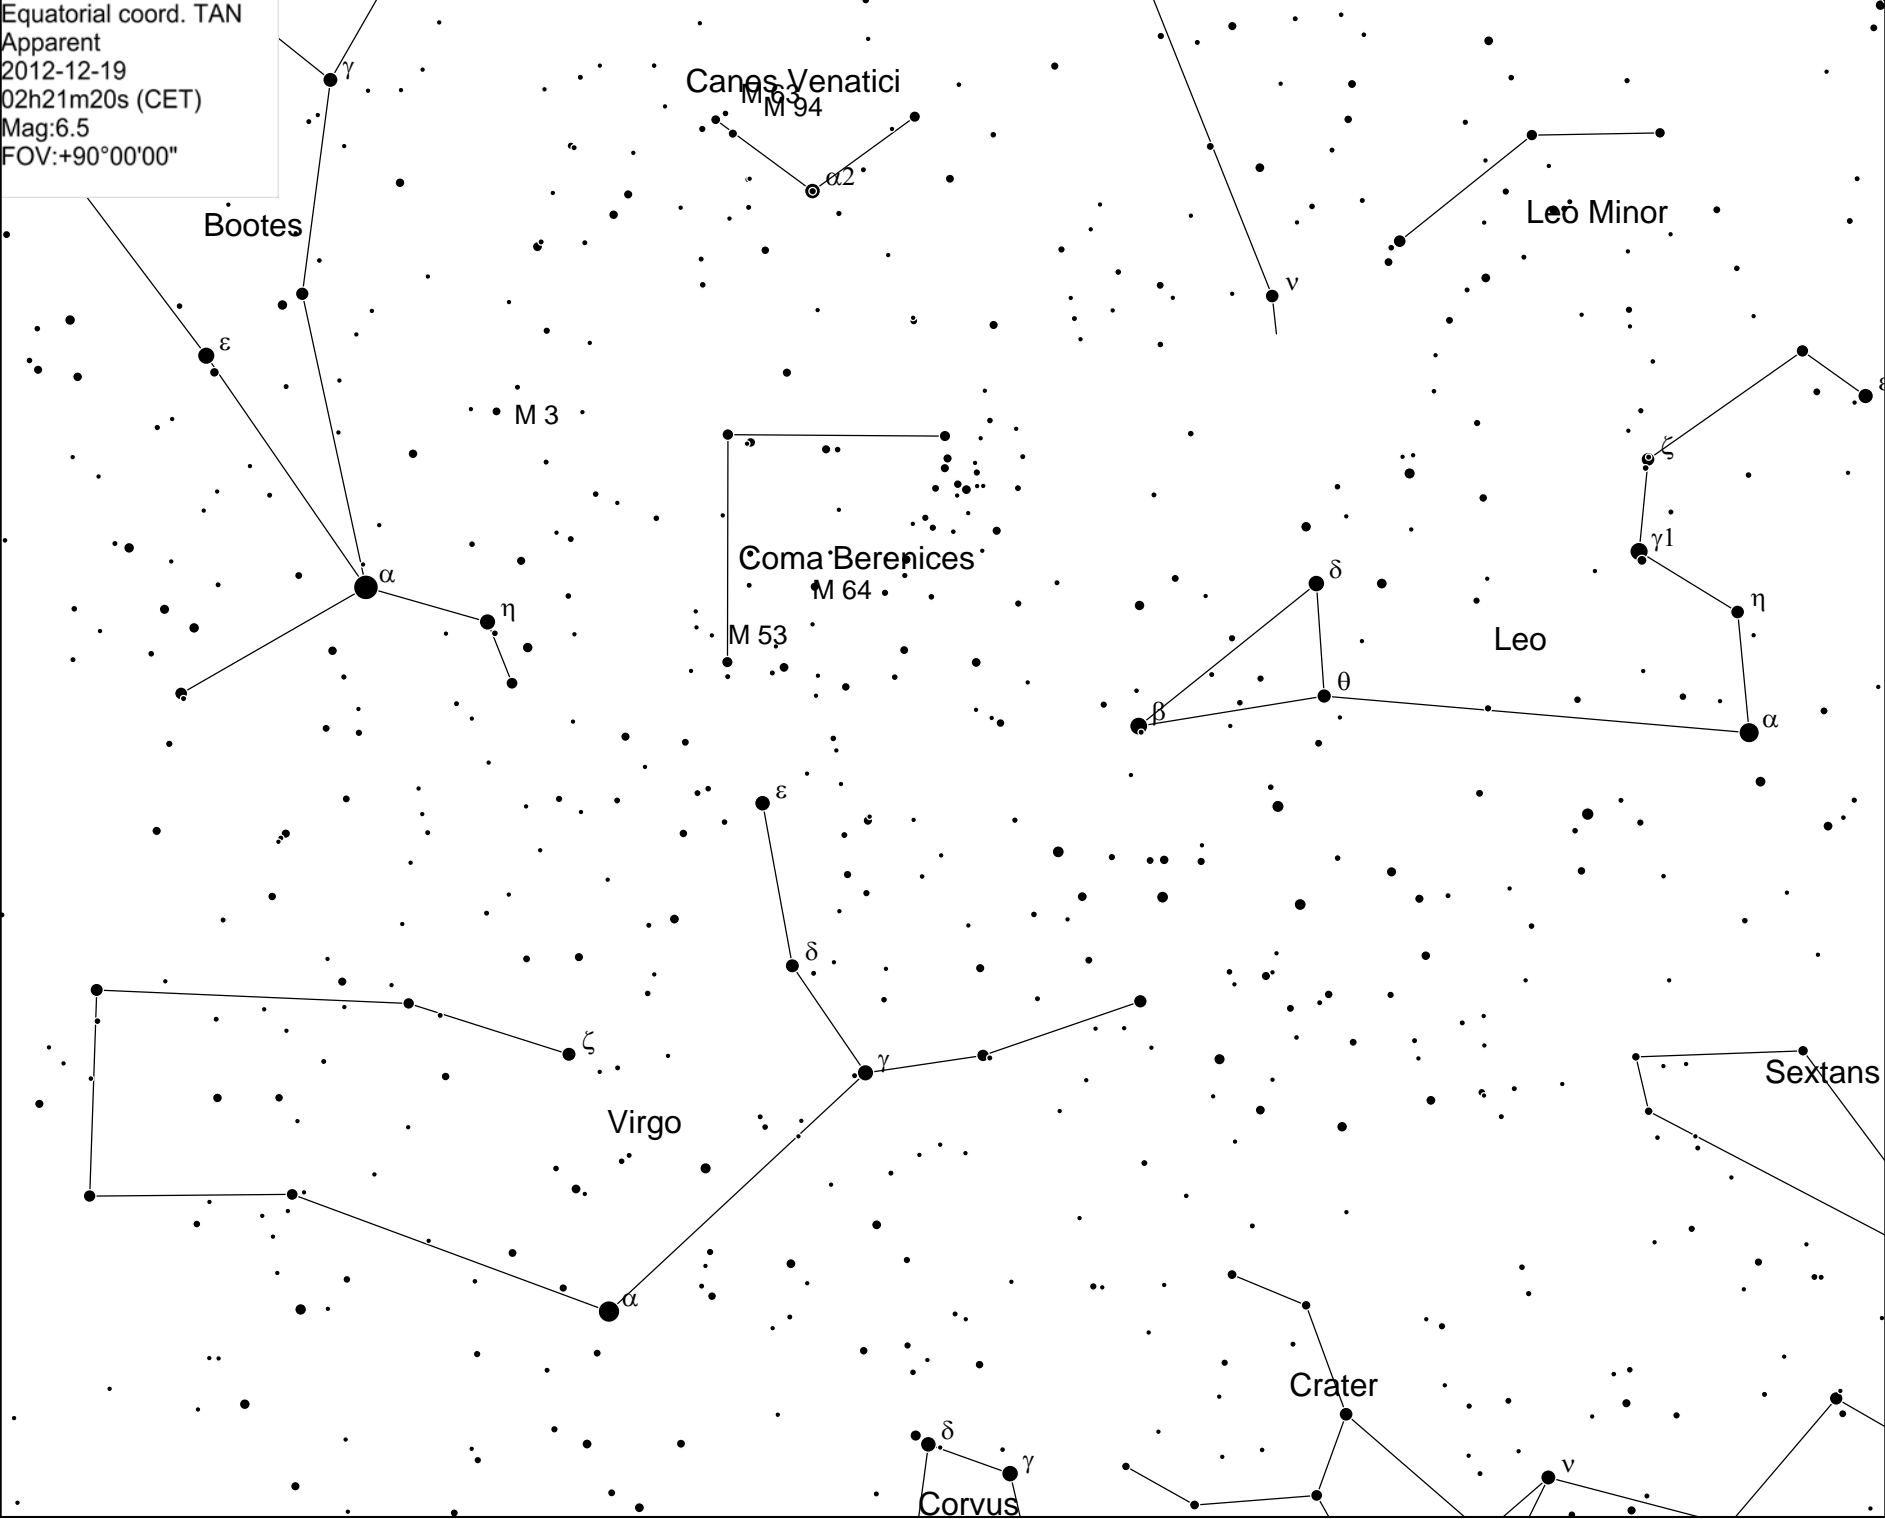 Equatorial coord. TAN
Apparent
2012-12-19
02h21m20s (CET)
Mag:6.5
FOV:+90°00'00"
γ
Canes Venatici
M 63
M 94
α2
Bootes
Leo Minor
ν
ε
ε
M 3
ζ
γ1
Coma Berenices
δ
α
M 64
η
η
M 53
Leo
θ
β
α
ε
δ
ζ
γ
Sextans
Virgo
α
Crater
δ
γ
ν
Corvus